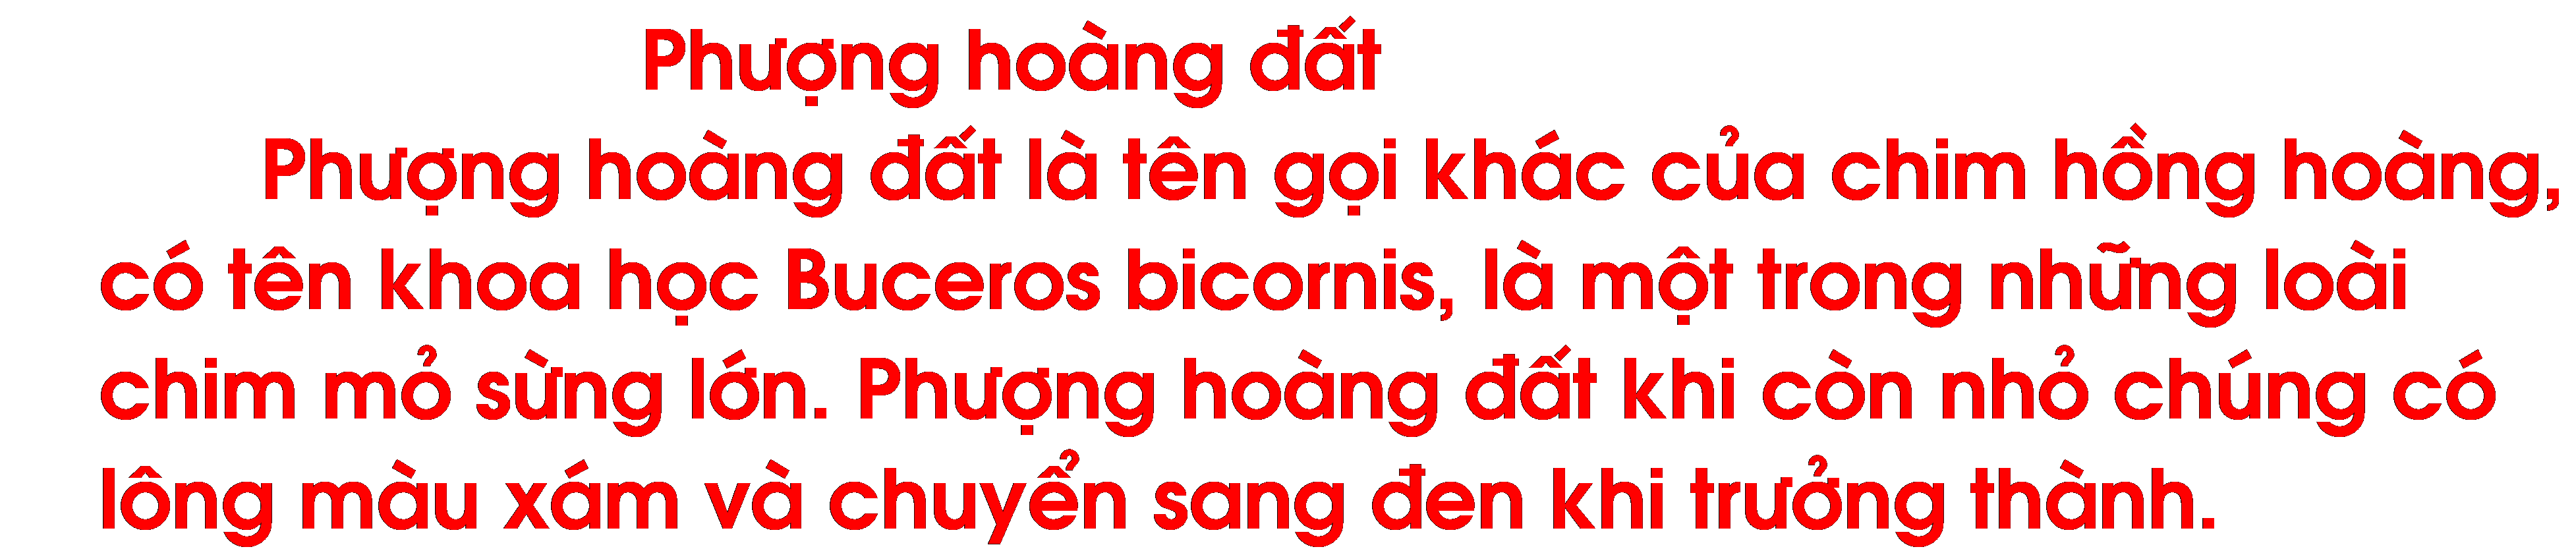 Phượng hoàng đất
Phượng hoàng đất là tên gọi khác của chim hồng hoàng,
có tên khoa học Buceros bicornis, là một trong những loài
chim mỏ sừng lớn. Phượng hoàng đất khi còn nhỏ chúng có
lông màu xám và chuyển sang đen khi trưởng thành.